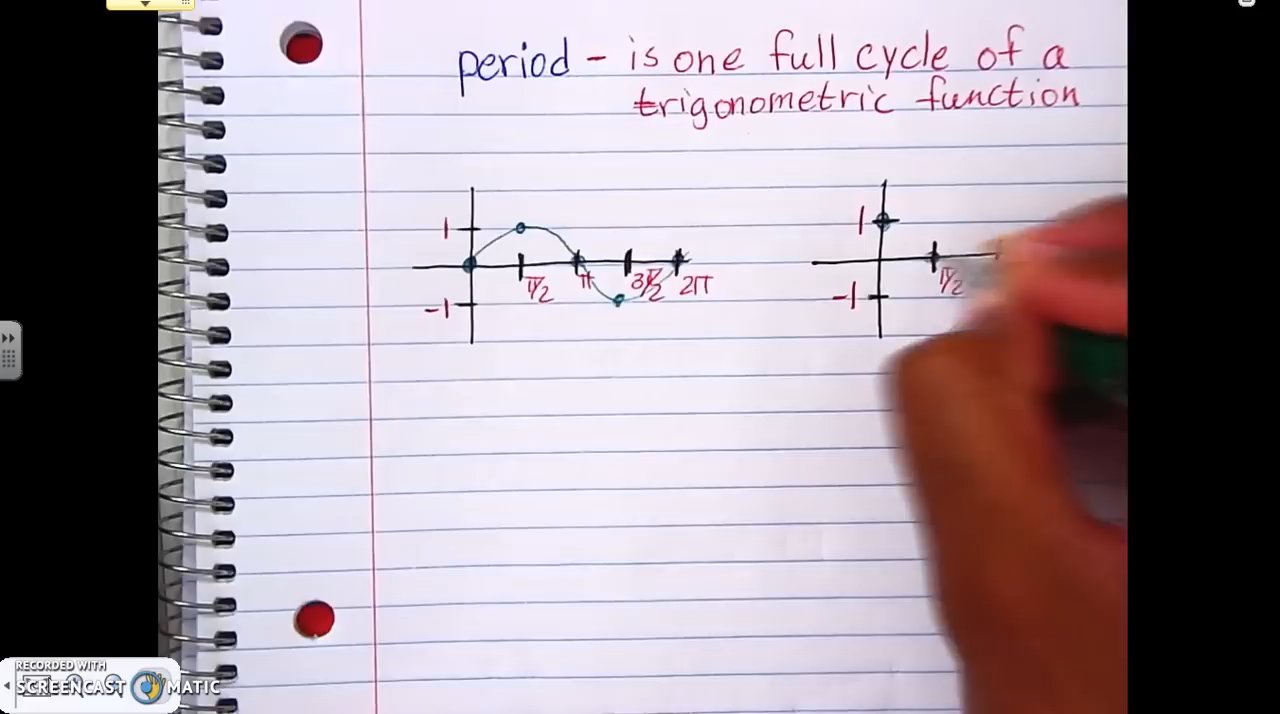 period - is one full cycle of a
trigonometric function
1
-1
π/2
π
3π/2
2π
1
-1
π/2
RECORDED WITH
SCREENCAST MATIC